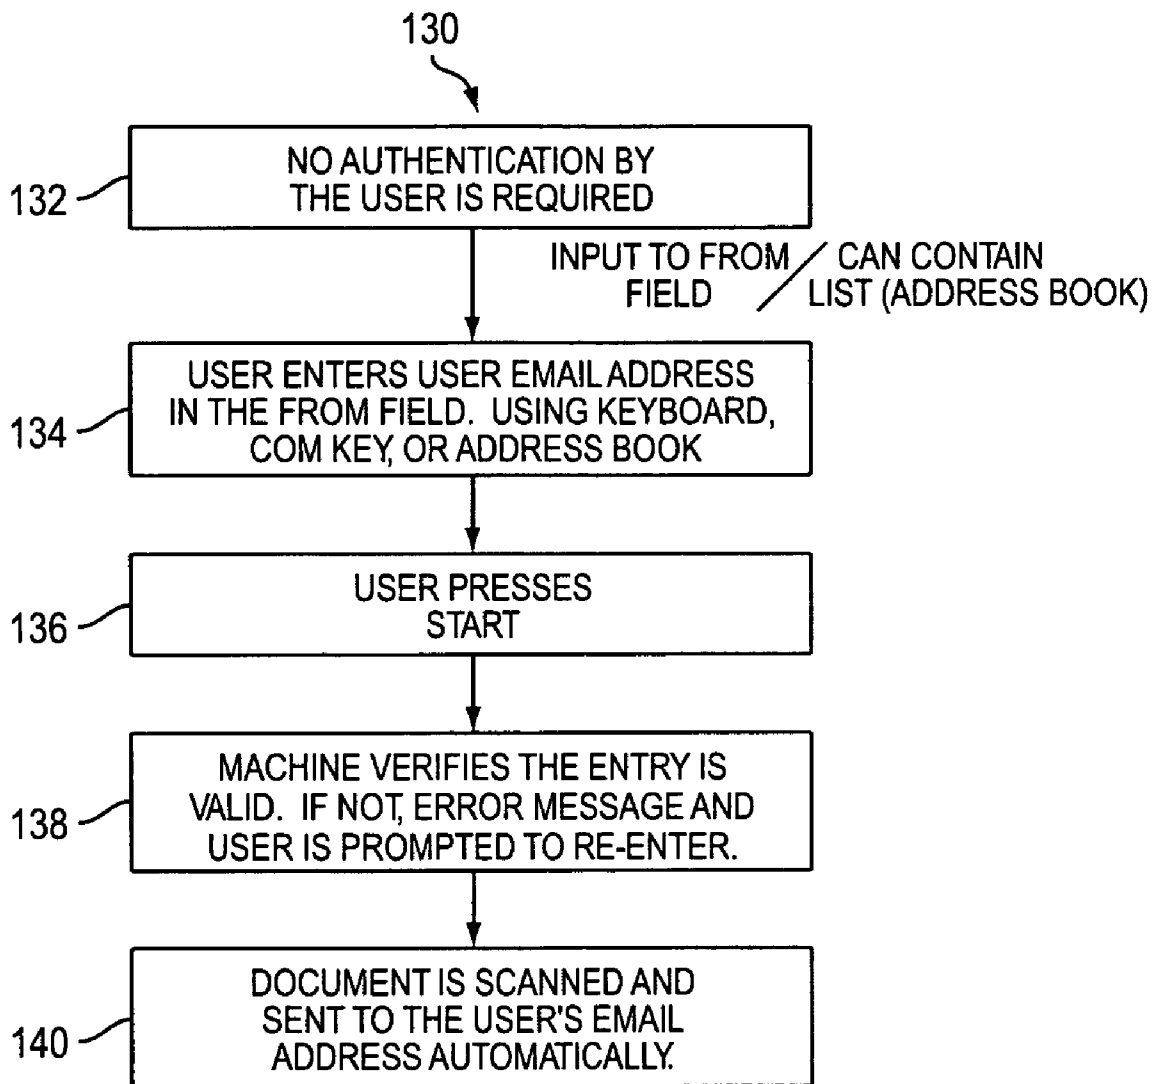 130
132
NO AUTHENTICATION BY
THE USER IS REQUIRED
INPUT TO FROM / CAN CONTAIN
FIELD LIST (ADDRESS BOOK)
134
USER ENTERS USER EMAIL ADDRESS
IN THE FROM FIELD. USING KEYBOARD,
COM KEY, OR ADDRESS BOOK
136
USER PRESSES
START
138
MACHINE VERIFIES THE ENTRY IS
VALID. IF NOT, ERROR MESSAGE AND
USER IS PROMPTED TO RE-ENTER.
140
DOCUMENT IS SCANNED AND
SENT TO THE USER'S EMAIL
ADDRESS AUTOMATICALLY.